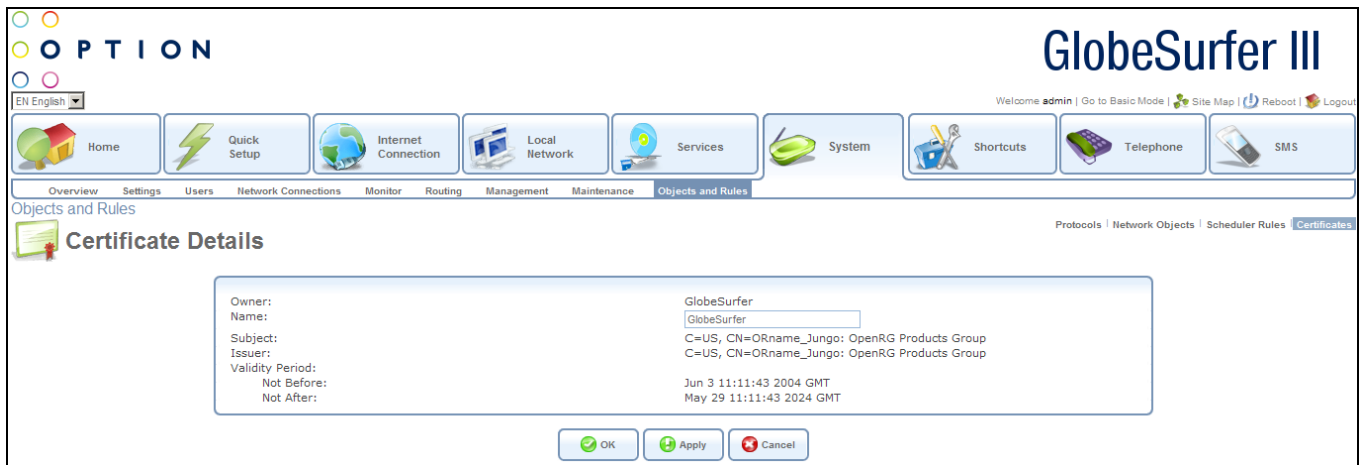 OPTION
GlobeSurfer III
EN English
Welcome admin | Go to Basic Mode | Site Map | Reboot | Logout
Home
Quick Setup
Internet Connection
Local Network
Services
System
Shortcuts
Telephone
SMS
Overview Settings Users Network Connections Monitor Routing Management Maintenance Objects and Rules
Objects and Rules
Protocols | Network Objects | Scheduler Rules | Certificates
Certificate Details
Owner: GlobeSurfer
Name: GlobeSurfer
Subject: C=US, CN=ORname_Jungo: OpenRG Products Group
Issuer: C=US, CN=ORname_Jungo: OpenRG Products Group
Validity Period:
Not Before: Jun 3 11:11:43 2004 GMT
Not After: May 29 11:11:43 2024 GMT
OK Apply Cancel